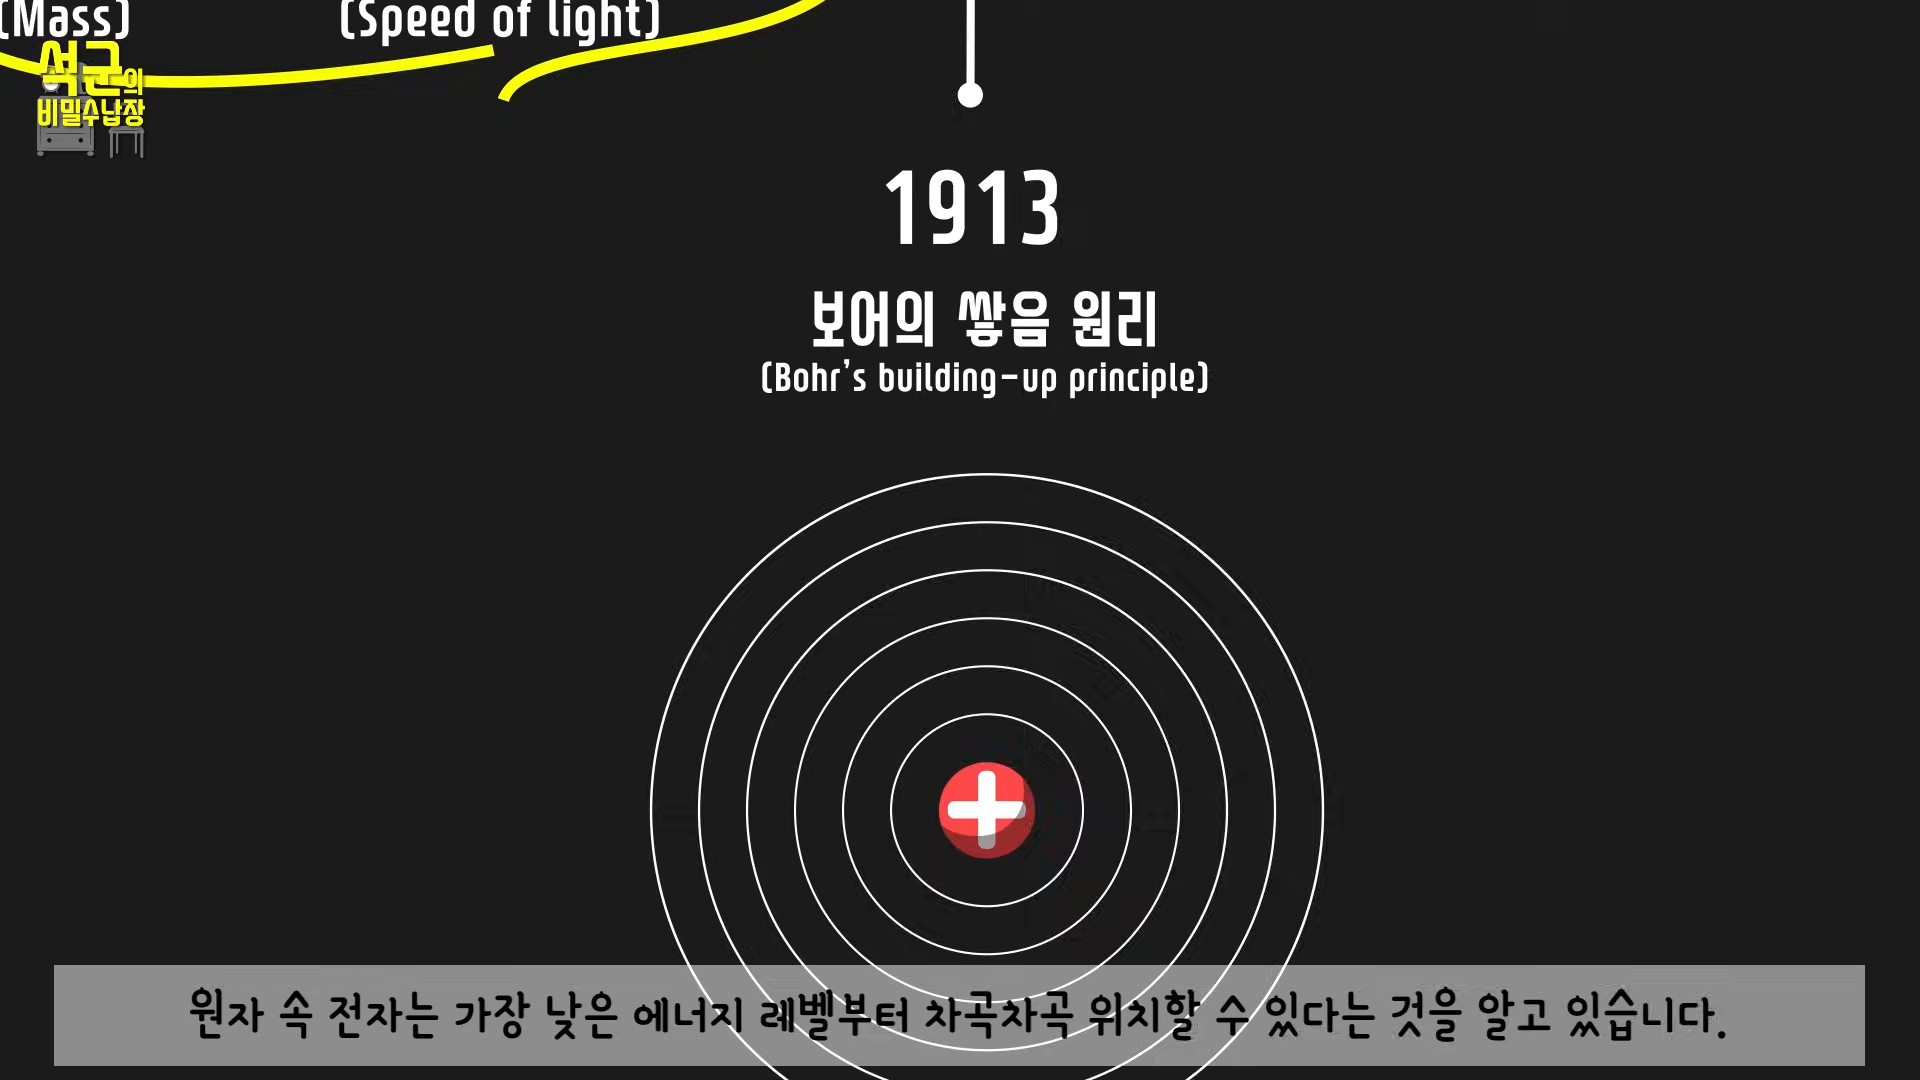 (Mass)
(Speed of light)
석근의
비밀수납장
1913
보어의 쌓음 원리
(Bohr's building-up principle)
원자 속 전자는 가장 낮은 에너지 레벨부터 차곡차곡 위치할 수 있다는 것을 알고 있습니다.